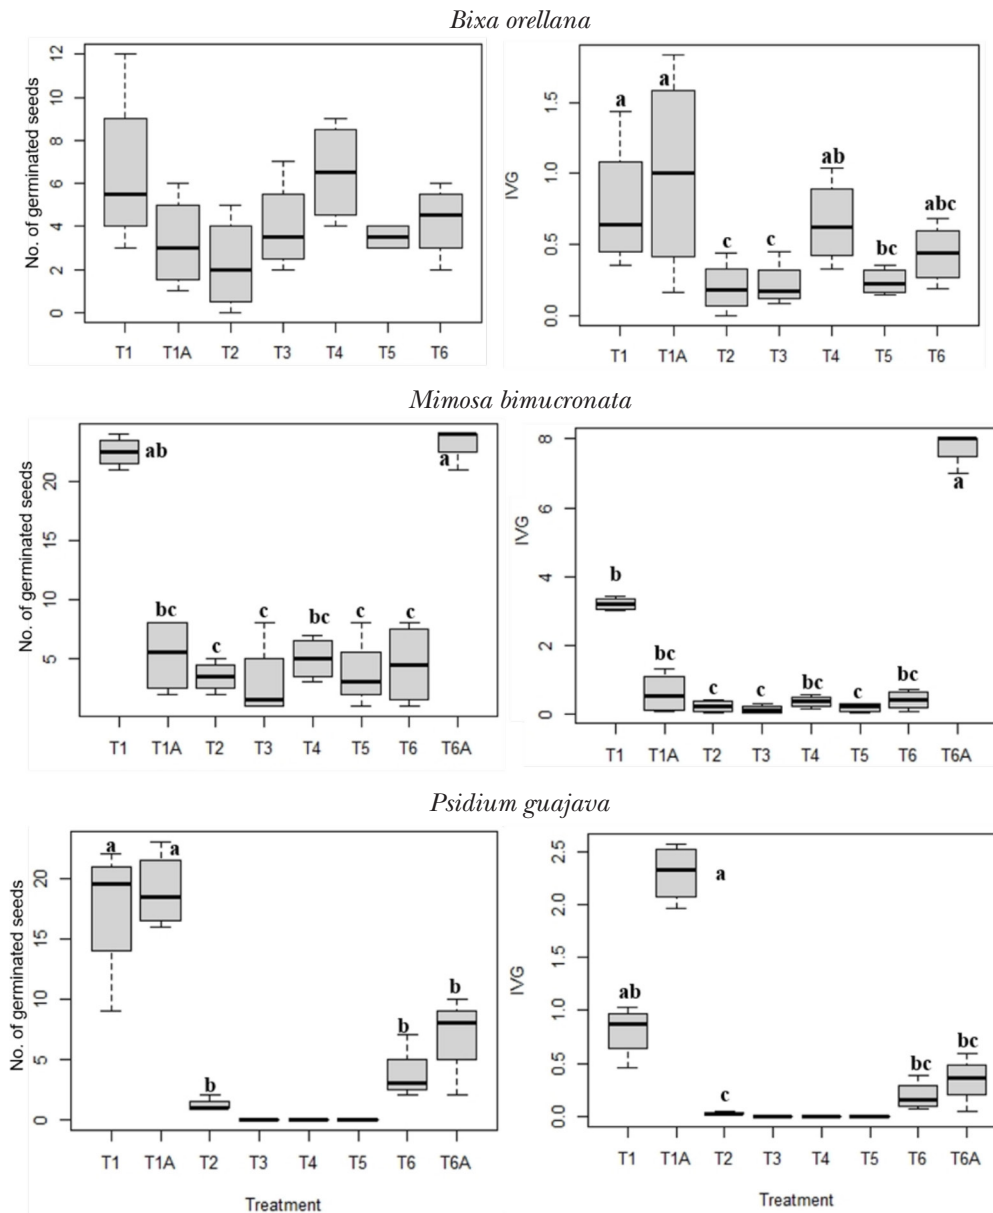 Bixa orellana
No. of germinated seeds
12
10
8
6
4
2
0
T1 T1A T2 T3 T4 T5 T6
IVG
1.5
1.0
0.5
0.0
a a c c ab bc abc
T1 T1A T2 T3 T4 T5 T6
Mimosa bimucronata
No. of germinated seeds
20
15
10
5
ab bc c c bc c c a
T1 T1A T2 T3 T4 T5 T6 T6A
IVG
8
6
4
2
0
b bc c c bc c bc a
T1 T1A T2 T3 T4 T5 T6 T6A
Psidium guajava
No. of germinated seeds
20
15
10
5
0
a a b b b
T1 T1A T2 T3 T4 T5 T6 T6A
Treatment
IVG
2.5
2.0
1.5
1.0
0.5
0.0
ab a c bc bc
T1 T1A T2 T3 T4 T5 T6 T6A
Treatment